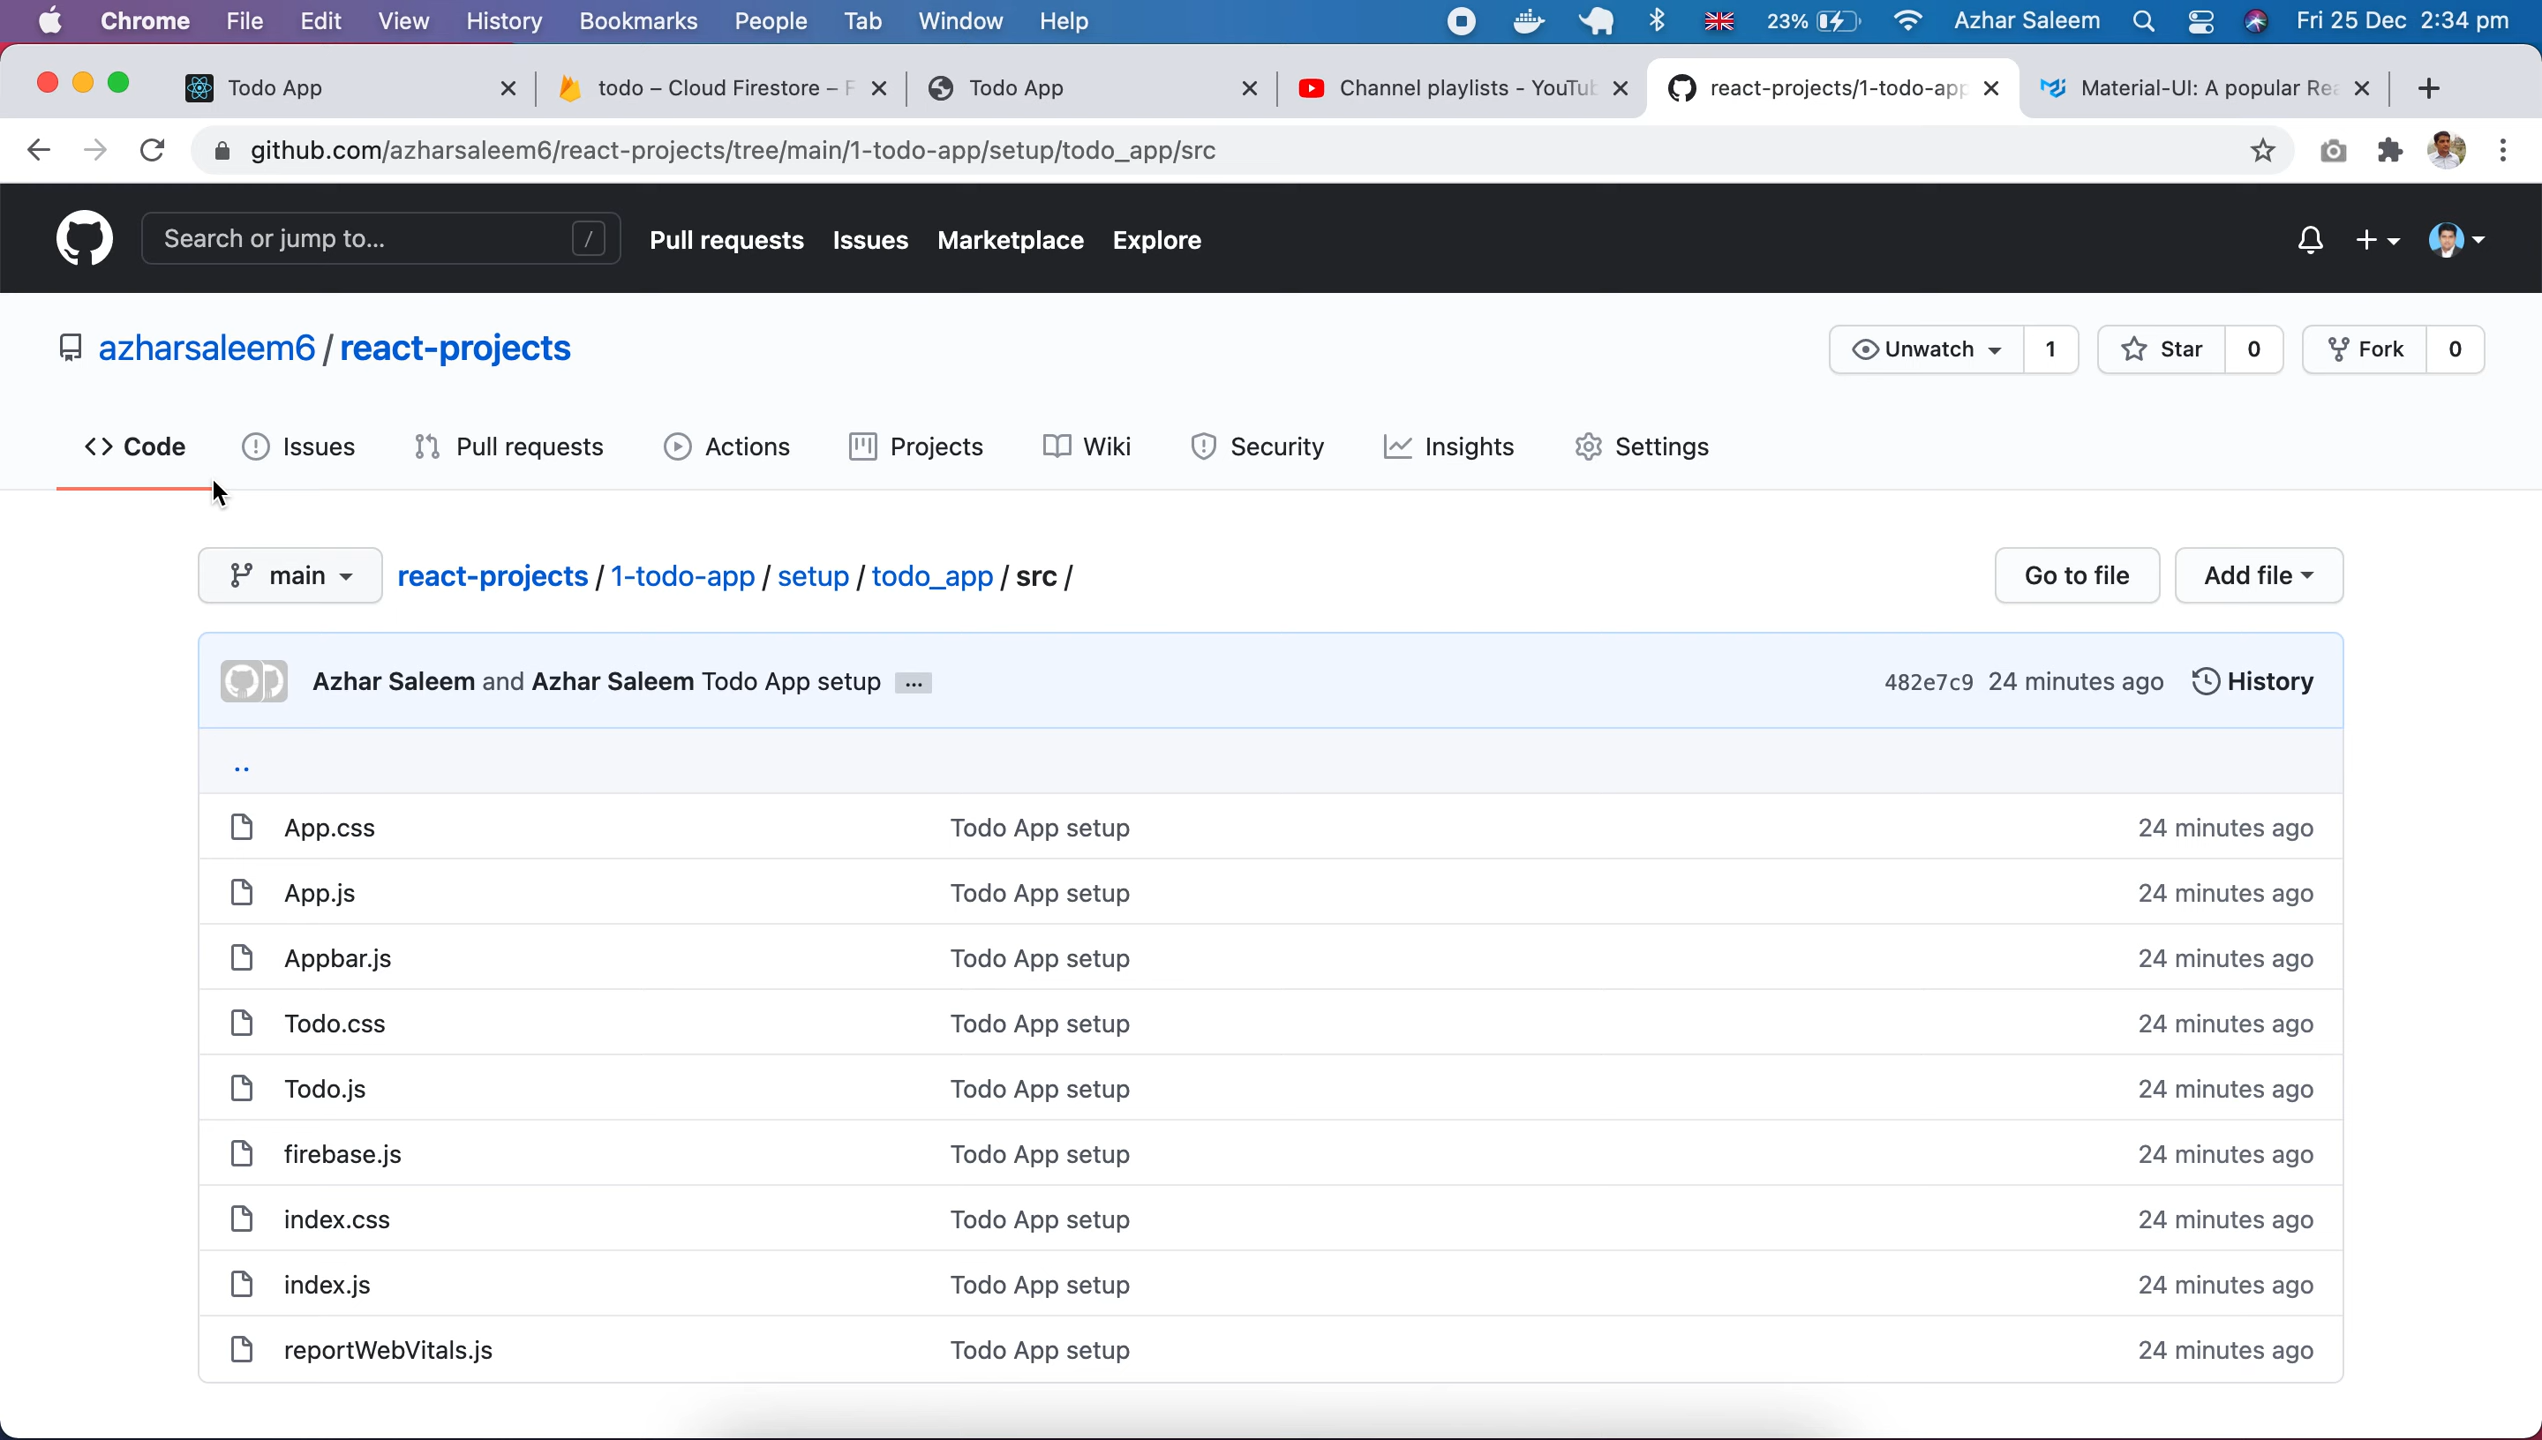 Chrome File Edit View History Bookmarks People Tab Window Help 23% Azhar Saleem Fri 25 Dec 2:34 pm
Todo App todo – Cloud Firestore – F Todo App Channel playlists - YouTub react-projects/1-todo-app Material-UI: A popular Rea
github.com/azharsaleem6/react-projects/tree/main/1-todo-app/setup/todo_app/src
Search or jump to... / Pull requests Issues Marketplace Explore
azharsaleem6 / react-projects Unwatch 1 Star 0 Fork 0
Code Issues Pull requests Actions Projects Wiki Security Insights Settings
main react-projects / 1-todo-app / setup / todo_app / src / Go to file Add file
Azhar Saleem and Azhar Saleem Todo App setup ... 482e7c9 24 minutes ago History
..
App.css Todo App setup 24 minutes ago
App.js Todo App setup 24 minutes ago
Appbar.js Todo App setup 24 minutes ago
Todo.css Todo App setup 24 minutes ago
Todo.js Todo App setup 24 minutes ago
firebase.js Todo App setup 24 minutes ago
index.css Todo App setup 24 minutes ago
index.js Todo App setup 24 minutes ago
reportWebVitals.js Todo App setup 24 minutes ago